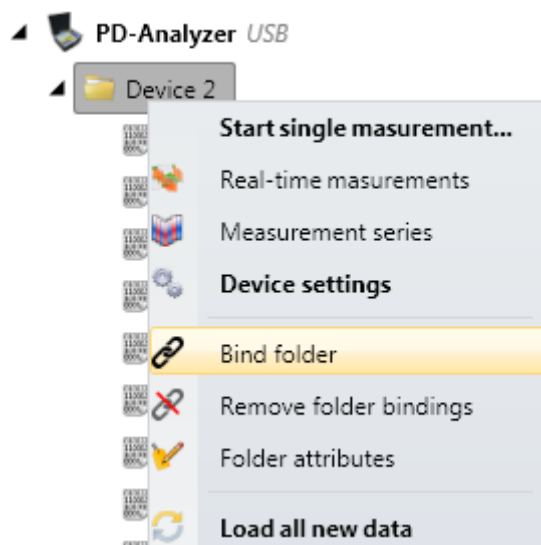 PD-Analyzer USB
Device 2
Start single masurement...
Real-time masurements
Measurement series
Device settings
Bind folder
Remove folder bindings
Folder attributes
Load all new data